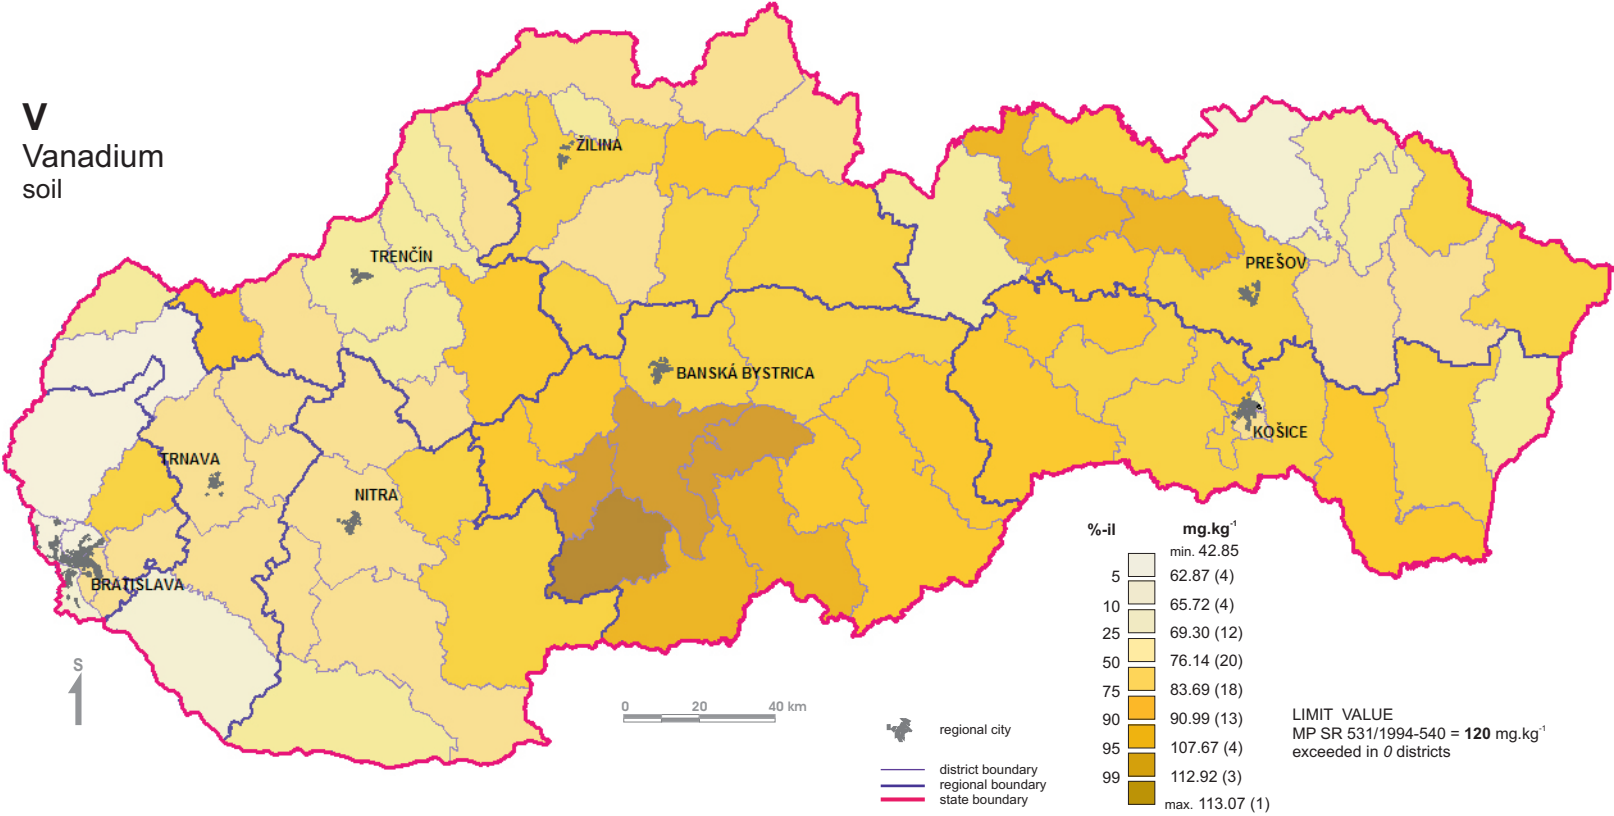 V
Vanadium
soil
ŽILINA
TRENČÍN
PREŠOV
BANSKÁ BYSTRICA
TRNAVA
KOŠICE
NITRA
BRATISLAVA
S
0 20 40 km
regional city
district boundary
regional boundary
state boundary
%-il mg.kg⁻¹
min. 42.85
5 62.87 (4)
10 65.72 (4)
25 69.30 (12)
50 76.14 (20)
75 83.69 (18)
90 90.99 (13)
95 107.67 (4)
99 112.92 (3)
max. 113.07 (1)
LIMIT VALUE
MP SR 531/1994-540 = 120 mg.kg⁻¹
exceeded in 0 districts